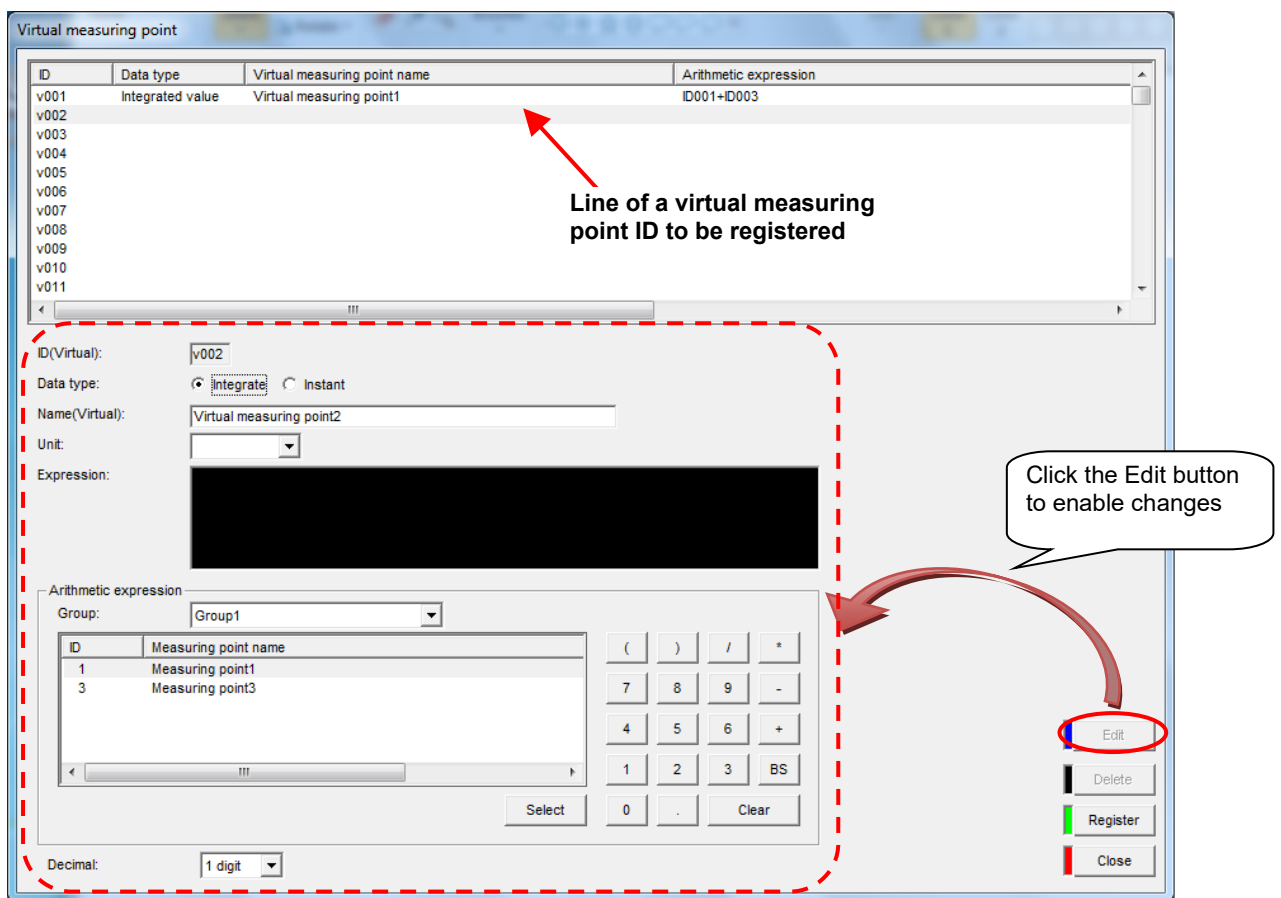 Virtual measuring point
ID Data type Virtual measuring point name Arithmetic expression
v001 Integrated value Virtual measuring point1 ID001+ID003
v002
v003
v004
v005
v006
v007
v008
v009
v010
v011
Line of a virtual measuring
point ID to be registered
ID(Virtual): v002
Data type: Integrate Instant
Name(Virtual): Virtual measuring point2
Unit:
Expression:
Click the Edit button
to enable changes
Arithmetic expression
Group: Group1
ID Measuring point name
1 Measuring point1
3 Measuring point3
( ) / *
7 8 9 -
4 5 6 +
1 2 3 BS
0 . Clear
Select
Edit
Delete
Register
Close
Decimal: 1 digit